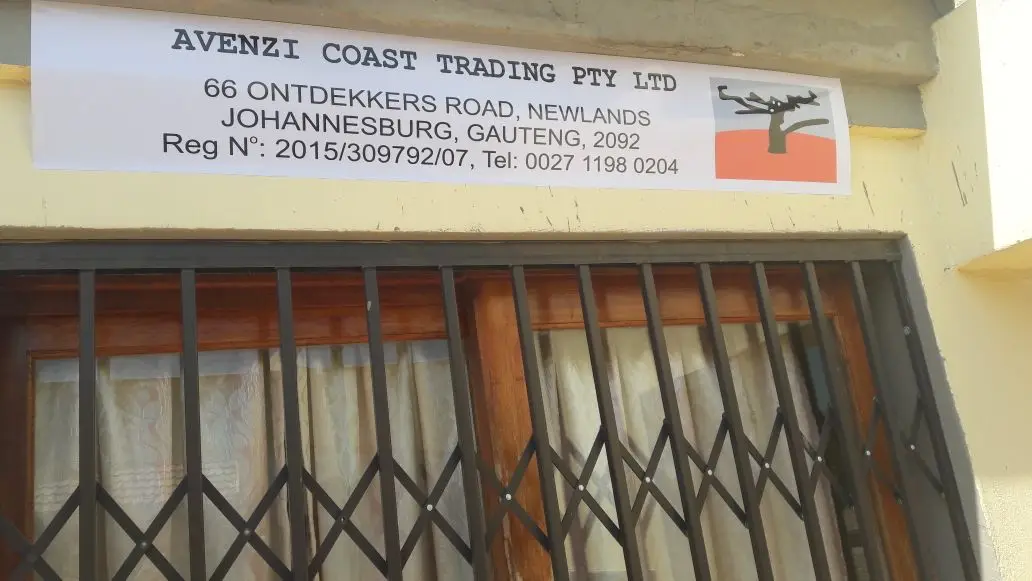 AVENZI COAST TRADING PTY LTD
66 ONTDEKKERS ROAD, NEWLANDS
JOHANNESBURG, GAUTENG, 2092
Reg N°: 2015/309792/07, Tel: 0027 1198 0204